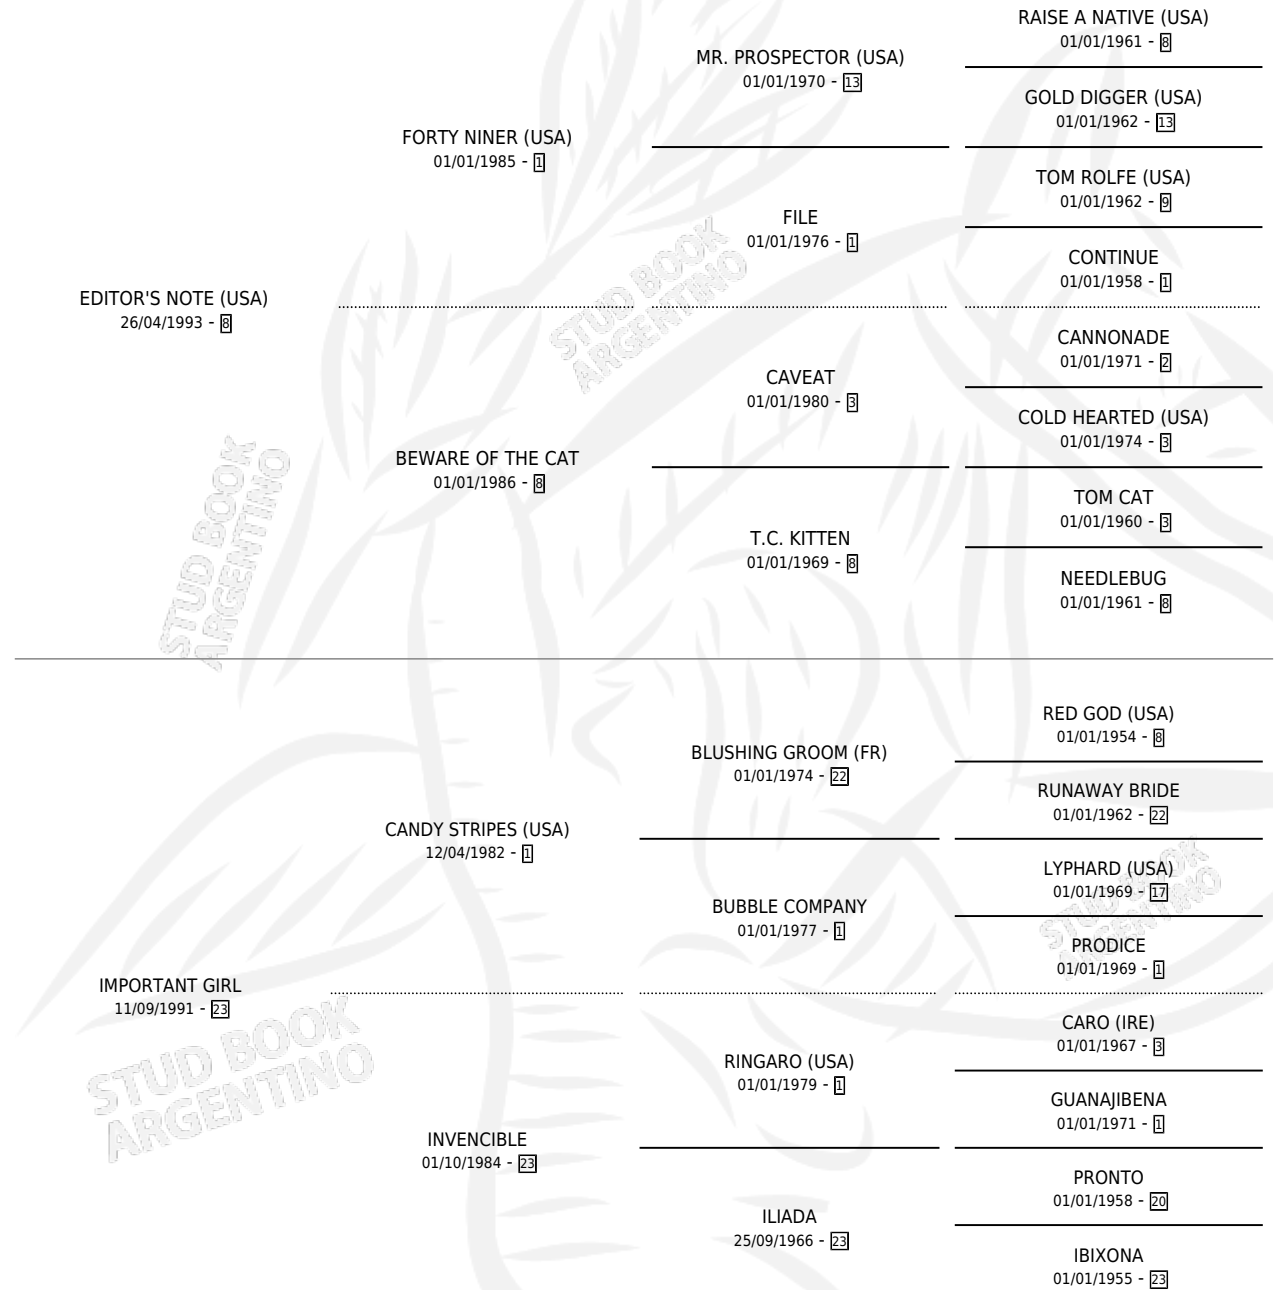 RAISE A NATIVE (USA)
01/01/1961 - 8
MR. PROSPECTOR (USA)
01/01/1970 - 13
GOLD DIGGER (USA)
01/01/1962 - 13
FORTY NINER (USA)
01/01/1985 - 1
TOM ROLFE (USA)
01/01/1962 - 9
FILE
01/01/1976 - 1
CONTINUE
01/01/1958 - 1
EDITOR'S NOTE (USA)
26/04/1993 - 8
CANNONADE
01/01/1971 - 2
CAVEAT
01/01/1980 - 3
COLD HEARTED (USA)
01/01/1974 - 3
BEWARE OF THE CAT
01/01/1986 - 8
TOM CAT
01/01/1960 - 3
T.C. KITTEN
01/01/1969 - 8
NEEDLEBUG
01/01/1961 - 8
RED GOD (USA)
01/01/1954 - 8
BLUSHING GROOM (FR)
01/01/1974 - 22
RUNAWAY BRIDE
01/01/1962 - 22
CANDY STRIPES (USA)
12/04/1982 - 1
LYPHARD (USA)
01/01/1969 - 17
BUBBLE COMPANY
01/01/1977 - 1
PRODICE
01/01/1969 - 1
IMPORTANT GIRL
11/09/1991 - 23
CARO (IRE)
01/01/1967 - 3
RINGARO (USA)
01/01/1979 - 1
GUANAJIBENA
01/01/1971 - 1
INVENCIBLE
01/10/1984 - 23
PRONTO
01/01/1958 - 20
ILIADA
25/09/1966 - 23
IBIXONA
01/01/1955 - 23
STUD BOOK
ARGENTINO
STUD BOOK
ARGENTINO
STUD BOOK
ARGENTINO
STUD BOOK
ARGENTINO